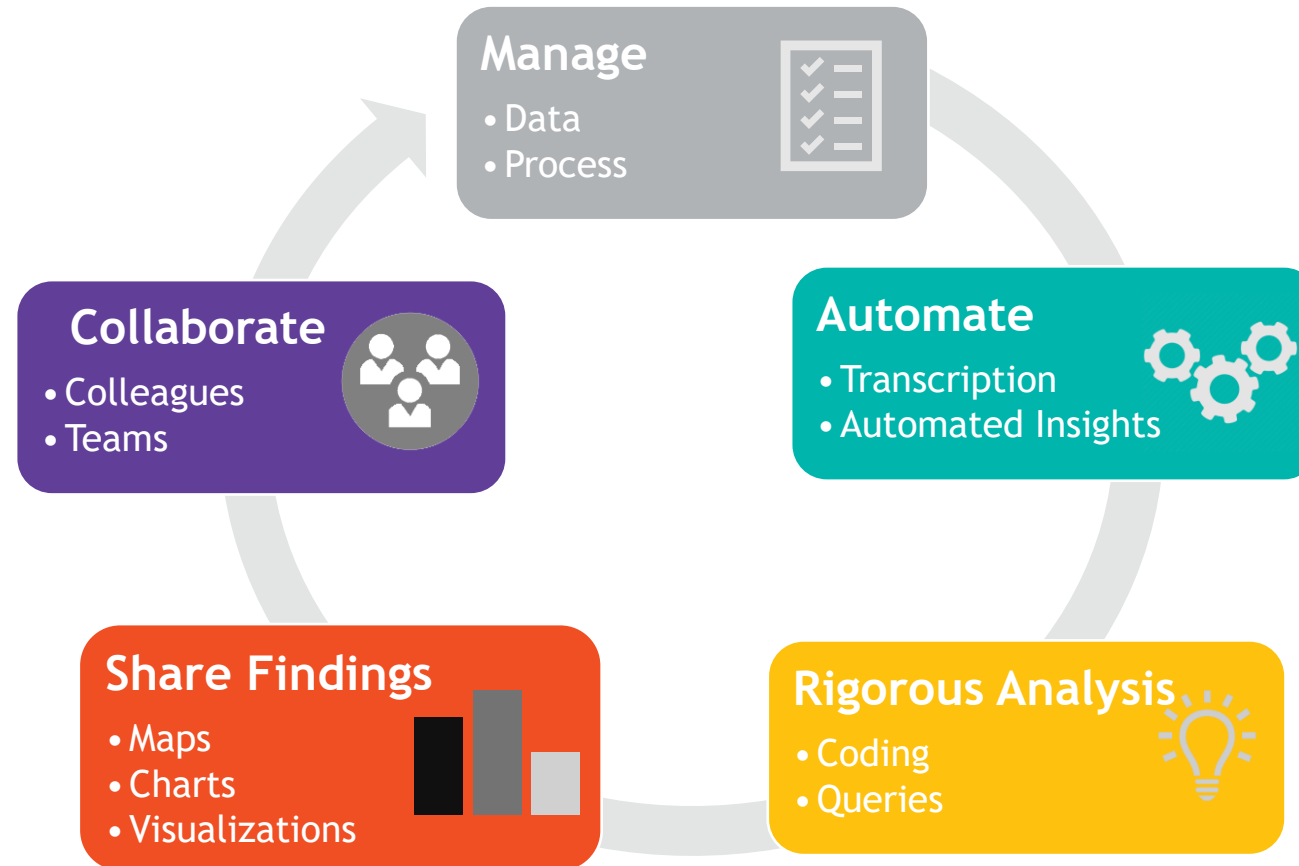 Manage
• Data
• Process
Automate
• Transcription
• Automated Insights
Rigorous Analysis
• Coding
• Queries
Share Findings
• Maps
• Charts
• Visualizations
Collaborate
• Colleagues
• Teams